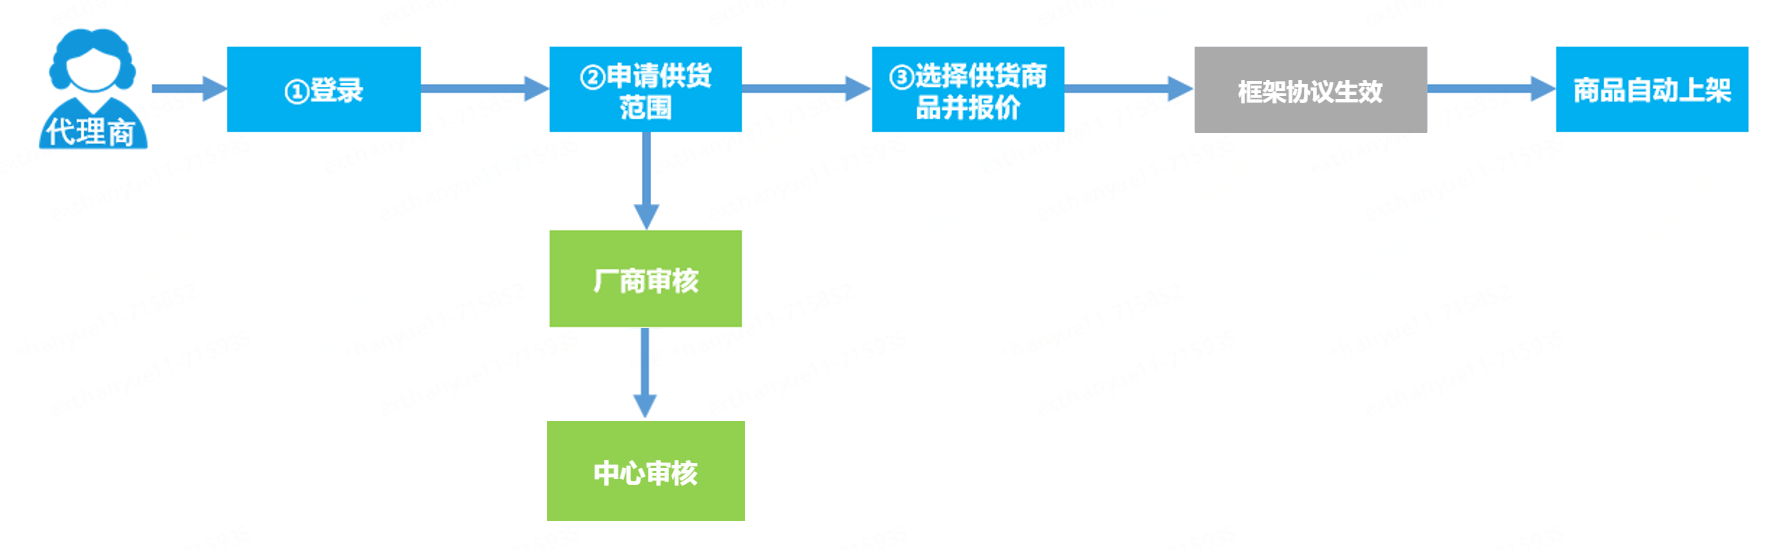 代理商
①登录
②申请供货
范围
③选择供货商
品并报价
框架协议生效
商品自动上架
厂商审核
中心审核